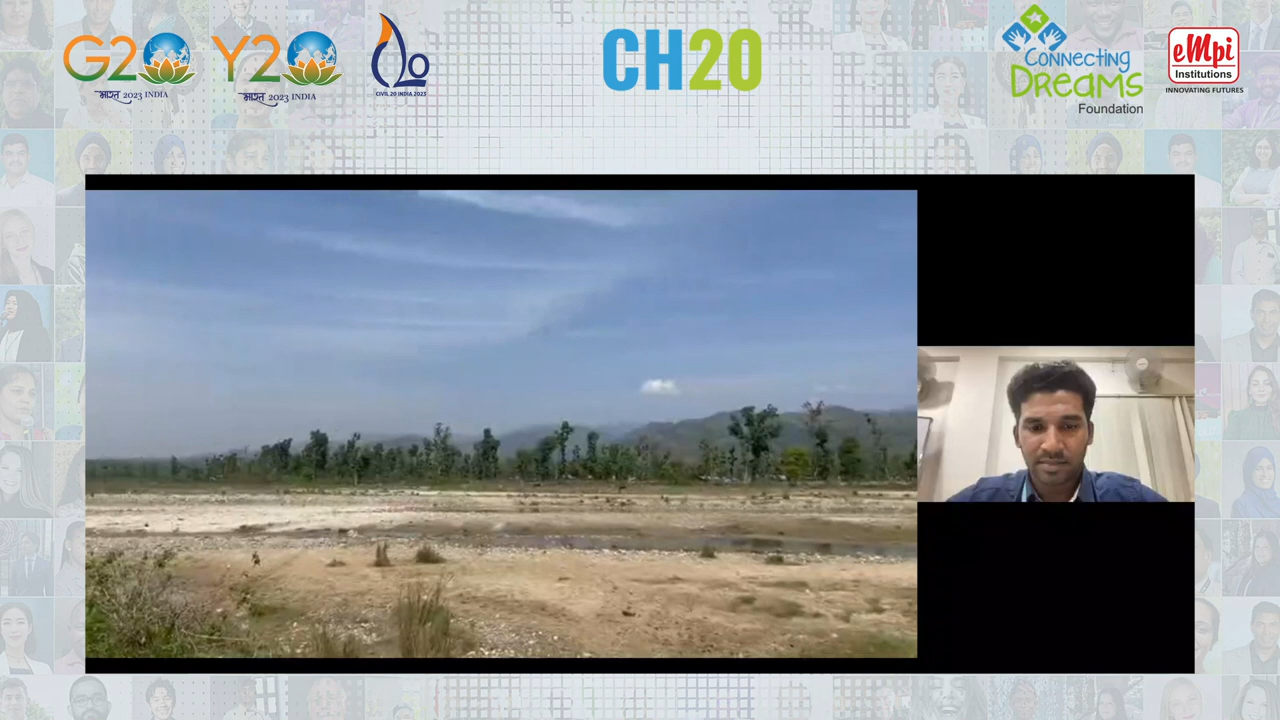 G20
भारत 2023 INDIA
Y20
भारत 2023 INDIA
CIVIL 20 INDIA 2023
CH20
CONNECTING
DREAMS
Foundation
eMpi
Institutions
INNOVATING FUTURES